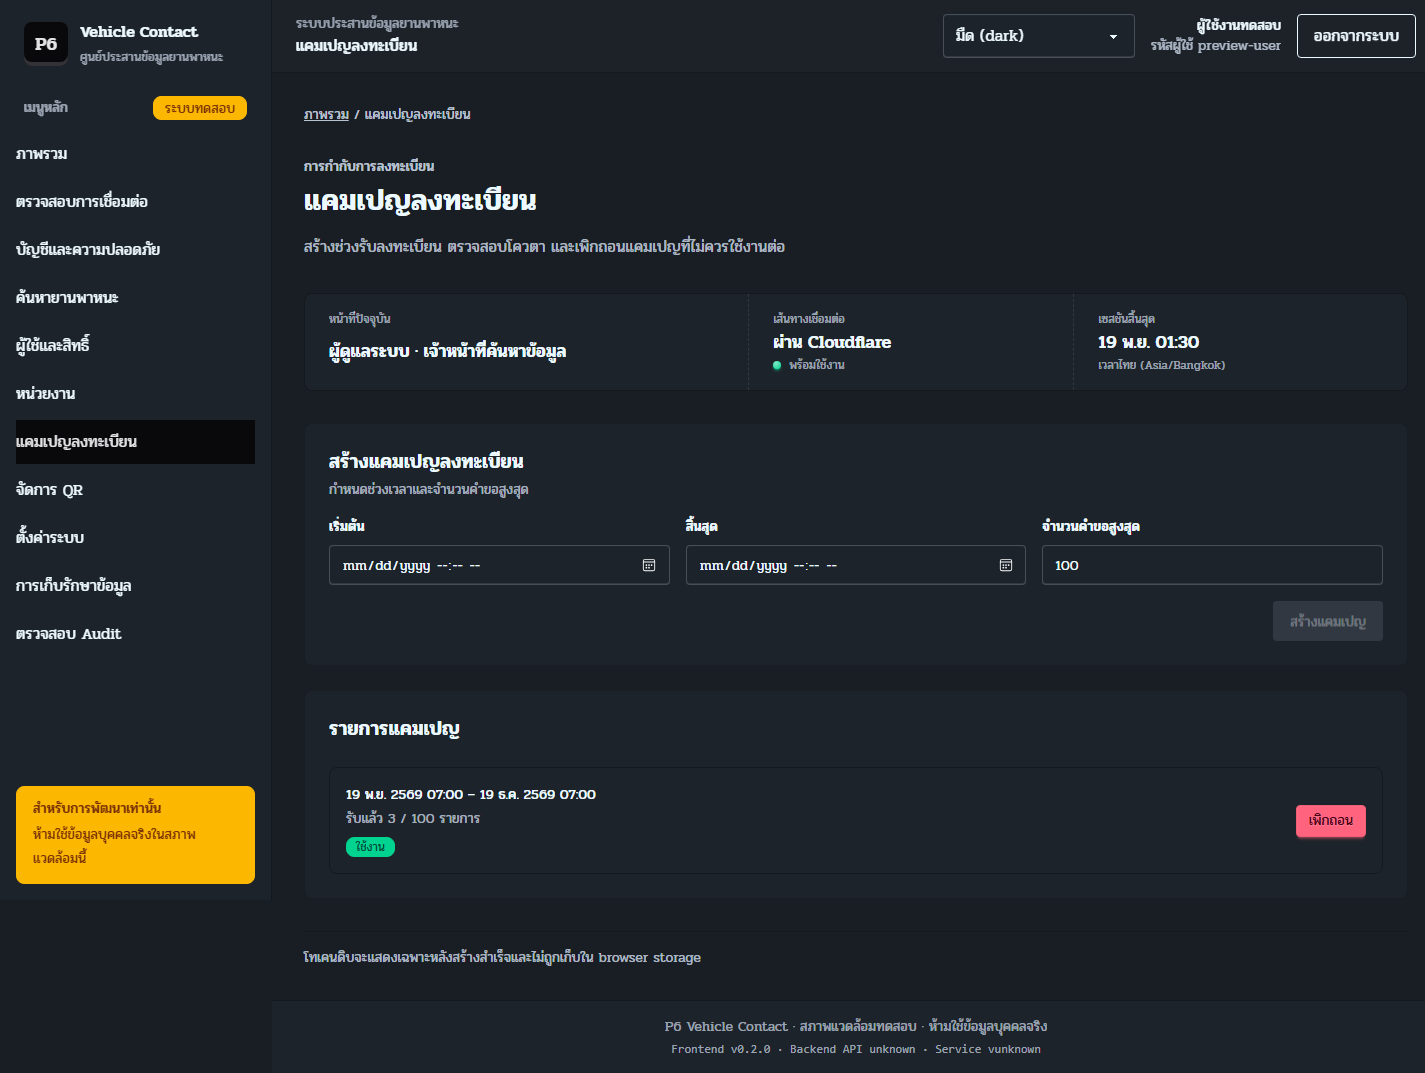 P6
Vehicle Contact
ศูนย์ประสานข้อมูลยานพาหนะ
เมนูหลัก
ระบบทดสอบ
ภาพรวม
ตรวจสอบการเชื่อมต่อ
บัญชีและความปลอดภัย
ค้นหายานพาหนะ
ผู้ใช้และสิทธิ์
หน่วยงาน
แคมเปญลงทะเบียน
จัดการ QR
ตั้งค่าระบบ
การเก็บรักษาข้อมูล
ตรวจสอบ Audit
สำหรับการพัฒนาเท่านั้น
ห้ามใช้ข้อมูลบุคคลจริงในสภาพ
แวดล้อมนี้
ระบบประสานข้อมูลยานพาหนะ
แคมเปญลงทะเบียน
มืด (dark)
ผู้ใช้งานทดสอบ
รหัสผู้ใช้ preview-user
ออกจากระบบ
ภาพรวม / แคมเปญลงทะเบียน
การกำกับการลงทะเบียน
แคมเปญลงทะเบียน
สร้างช่วงรับลงทะเบียน ตรวจสอบโควตา และเพิกถอนแคมเปญที่ไม่ควรใช้งานต่อ
หน้าที่ปัจจุบัน
ผู้ดูแลระบบ · เจ้าหน้าที่ค้นหาข้อมูล
เส้นทางเชื่อมต่อ
ผ่าน Cloudflare
พร้อมใช้งาน
เซสชันสิ้นสุด
19 พ.ย. 01:30
เวลาไทย (Asia/Bangkok)
สร้างแคมเปญลงทะเบียน
กำหนดช่วงเวลาและจำนวนคำขอสูงสุด
เริ่มต้น
mm/dd/yyyy --:-- --
สิ้นสุด
mm/dd/yyyy --:-- --
จำนวนคำขอสูงสุด
100
สร้างแคมเปญ
รายการแคมเปญ
19 พ.ย. 2569 07:00 – 19 ธ.ค. 2569 07:00
รับแล้ว 3 / 100 รายการ
ใช้งาน
เพิกถอน
โทเคนดิบจะแสดงเฉพาะหลังสร้างสำเร็จและไม่ถูกเก็บใน browser storage
P6 Vehicle Contact · สภาพแวดล้อมทดสอบ · ห้ามใช้ข้อมูลบุคคลจริง
Frontend v0.2.0 · Backend API unknown · Service vunknown